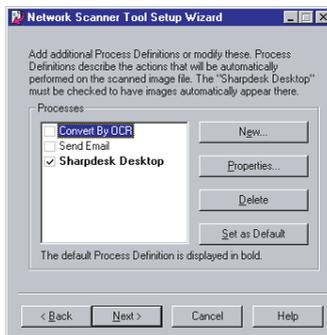 Network Scanner Tool Setup Wizard
Add additional Process Definitions or modify these. Process
Definitions describe the actions that will be automatically
performed on the scanned image file. The "Sharpdesk Desktop"
must be checked to have images automatically appear there.
Processes
Convert By OCR
Send Email
Sharpdesk Desktop
New...
Properties...
Delete
Set as Default
The default Process Definition is displayed in bold.
< Back
Next >
Cancel
Help